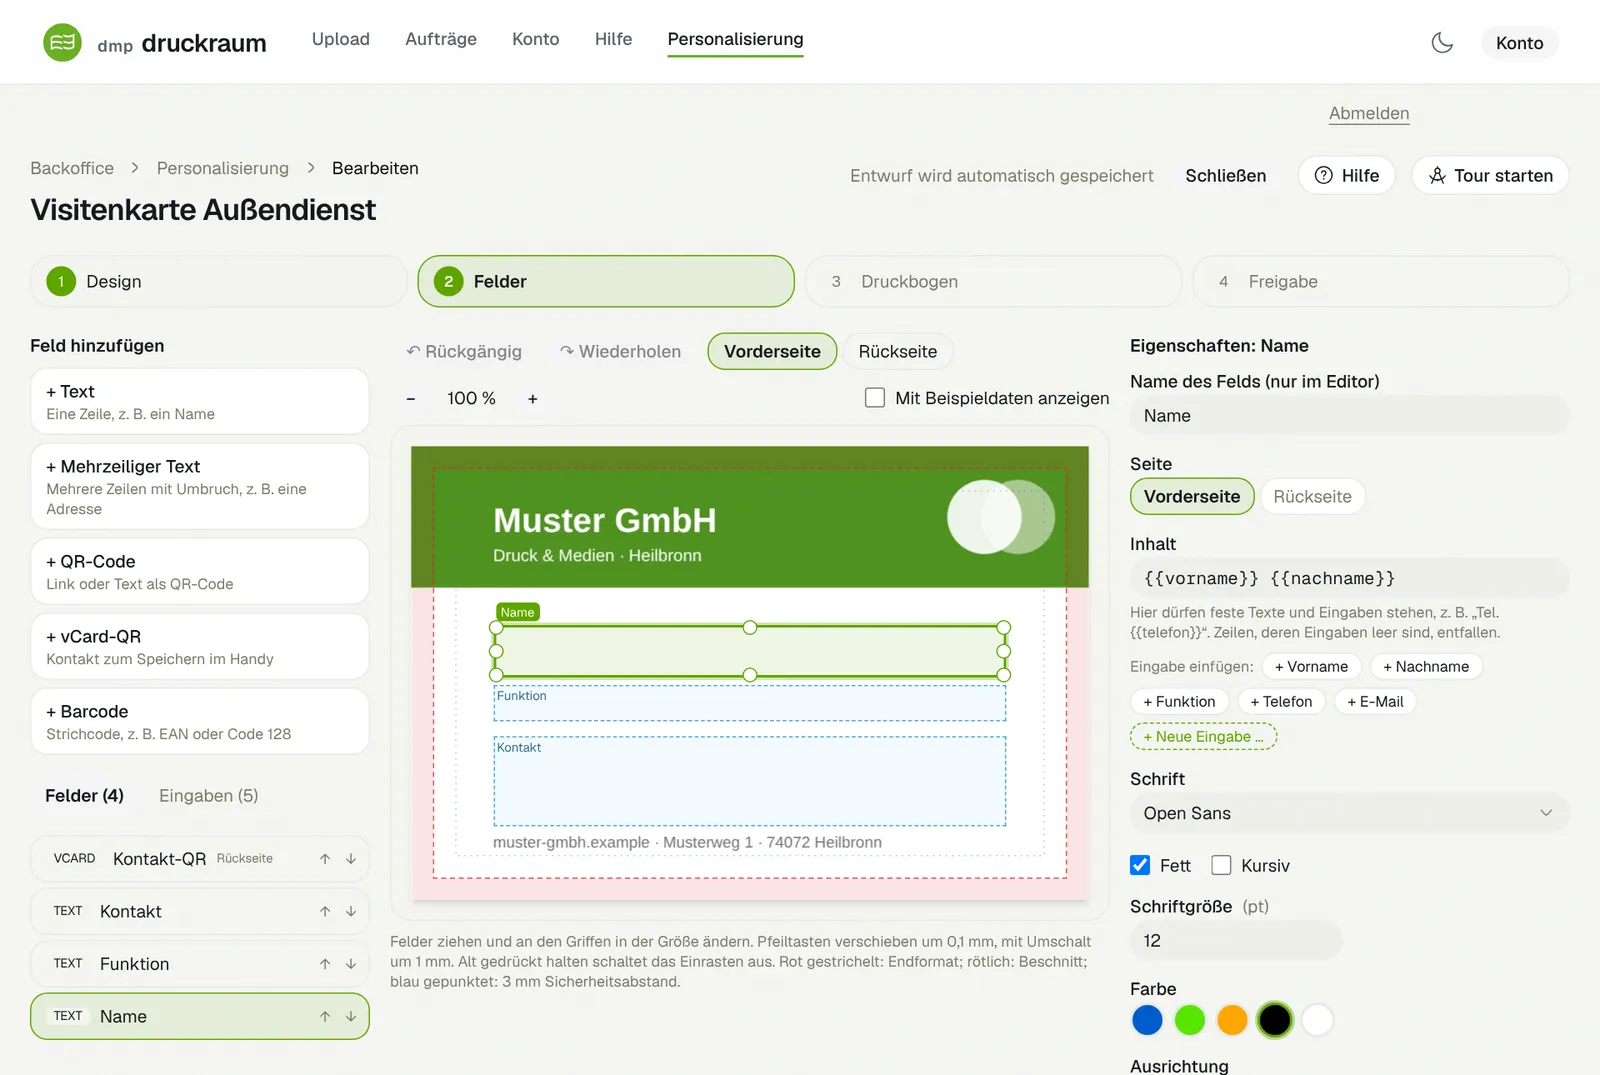 dmp druckraum
Upload
Aufträge
Konto
Hilfe
Personalisierung
Konto
Abmelden
Backoffice > Personalisierung > Bearbeiten
Entwurf wird automatisch gespeichert
Schließen
Hilfe
Tour starten
Visitenkarte Außendienst
1 Design
2 Felder
3 Druckbogen
4 Freigabe
Feld hinzufügen
+ Text
Eine Zeile, z. B. ein Name
+ Mehrzeiliger Text
Mehrere Zeilen mit Umbruch, z. B. eine
Adresse
+ QR-Code
Link oder Text als QR-Code
+ vCard-QR
Kontakt zum Speichern im Handy
+ Barcode
Strichcode, z. B. EAN oder Code 128
Felder (4)
Eingaben (5)
VCARD Kontakt-QR Rückseite ↑ ↓
TEXT Kontakt ↑ ↓
TEXT Funktion ↑ ↓
TEXT Name ↑ ↓
↶ Rückgängig
↷ Wiederholen
Vorderseite
Rückseite
− 100 % +
Mit Beispieldaten anzeigen
Muster GmbH
Druck & Medien · Heilbronn
Name
Funktion
Kontakt
muster-gmbh.example · Musterweg 1 · 74072 Heilbronn
Felder ziehen und an den Griffen in der Größe ändern. Pfeiltasten verschieben um 0,1 mm, mit Umschalt
um 1 mm. Alt gedrückt halten schaltet das Einrasten aus. Rot gestrichelt: Endformat; rötlich: Beschnitt;
blau gepunktet: 3 mm Sicherheitsabstand.
Eigenschaften: Name
Name des Felds (nur im Editor)
Name
Seite
Vorderseite
Rückseite
Inhalt
{{vorname}} {{nachname}}
Hier dürfen feste Texte und Eingaben stehen, z. B. „Tel.
{{telefon}}“. Zeilen, deren Eingaben leer sind, entfallen.
Eingabe einfügen: + Vorname + Nachname
+ Funktion + Telefon + E-Mail
+ Neue Eingabe …
Schrift
Open Sans
Fett
Kursiv
Schriftgröße (pt)
12
Farbe
Ausrichtung